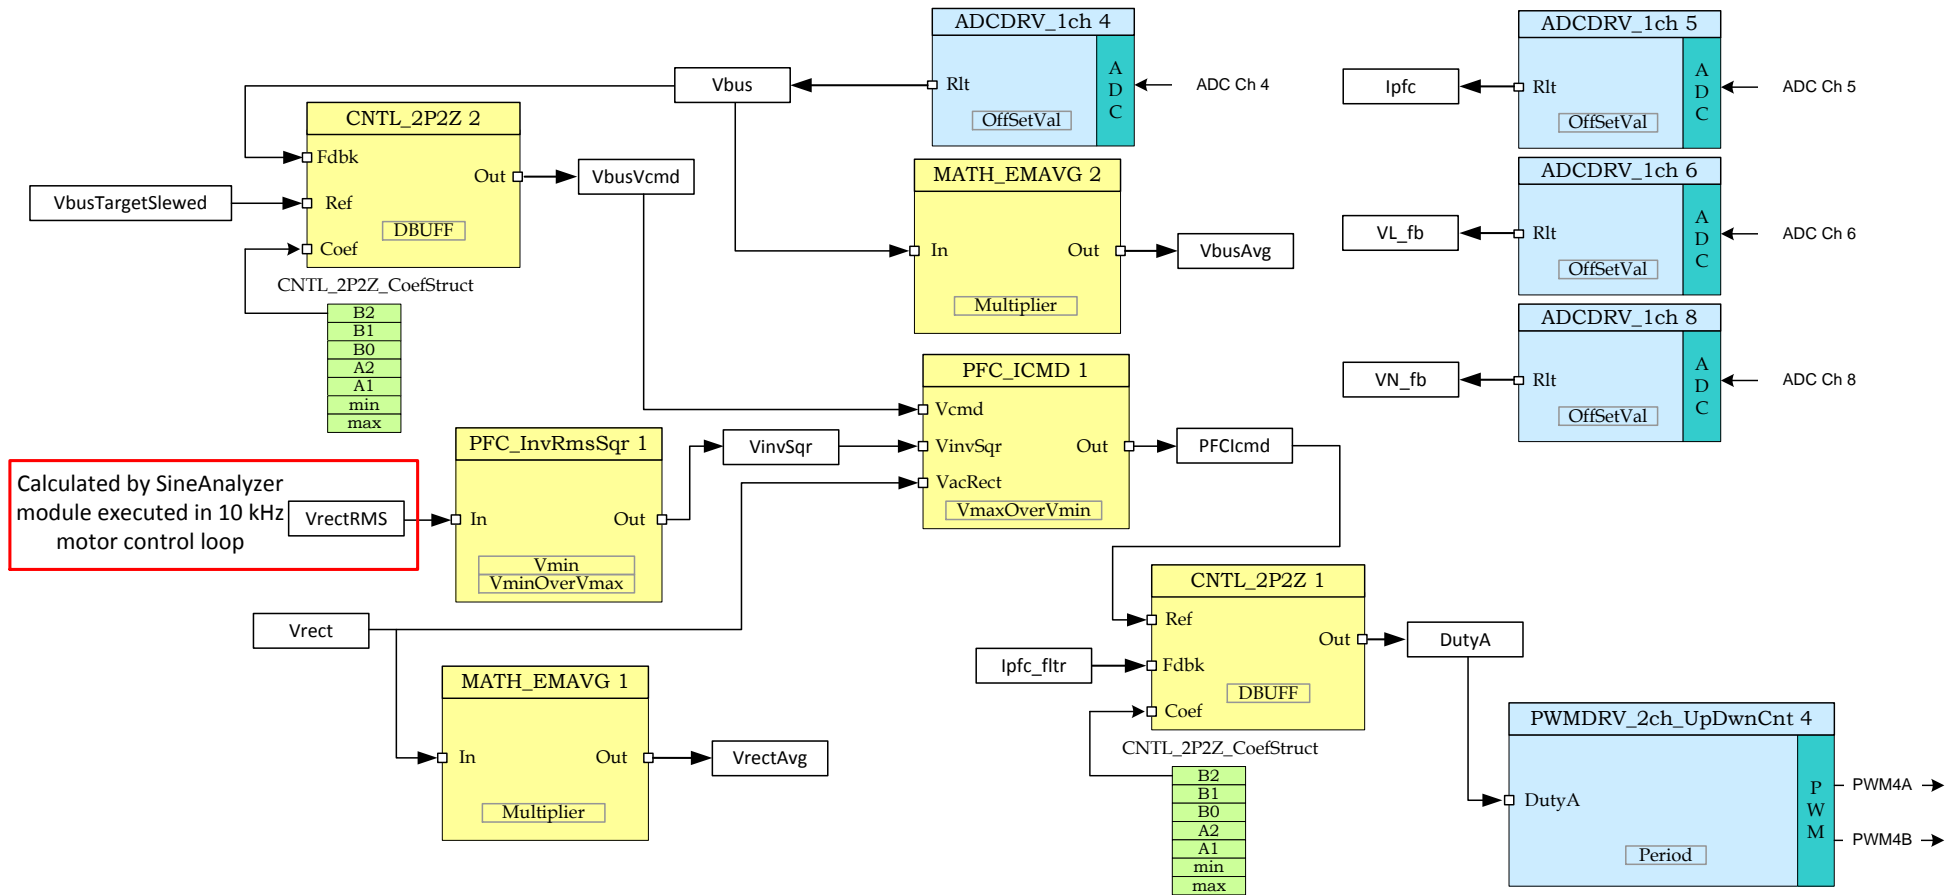 ADCDRV_1ch 4
Rlt
OffSetVal
A
D
C
ADC Ch 4
Vbus
ADCDRV_1ch 5
Ipfc
Rlt
OffSetVal
A
D
C
ADC Ch 5
CNTL_2P2Z 2
Fdbk
Ref
Coef
Out
DBUFF
VbusTargetSlewed
VbusVcmd
CNTL_2P2Z_CoefStruct
B2
B1
B0
A2
A1
min
max
MATH_EMAVG 2
In
Out
Multiplier
VbusAvg
ADCDRV_1ch 6
VL_fb
Rlt
OffSetVal
A
D
C
ADC Ch 6
ADCDRV_1ch 8
VN_fb
Rlt
OffSetVal
A
D
C
ADC Ch 8
PFC_ICMD 1
Vcmd
VinvSqr
VacRect
Out
VmaxOverVmin
PFCIcmd
Calculated by SineAnalyzer
module executed in 10 kHz
motor control loop
VrectRMS
PFC_InvRmsSqr 1
In
Out
Vmin
VminOverVmax
VinvSqr
Vrect
MATH_EMAVG 1
In
Out
Multiplier
VrectAvg
CNTL_2P2Z 1
Ref
Fdbk
Coef
Out
DBUFF
Ipfc_fltr
DutyA
CNTL_2P2Z_CoefStruct
B2
B1
B0
A2
A1
min
max
PWMDRV_2ch_UpDwnCnt 4
DutyA
Period
P
W
M
PWM4A
PWM4B